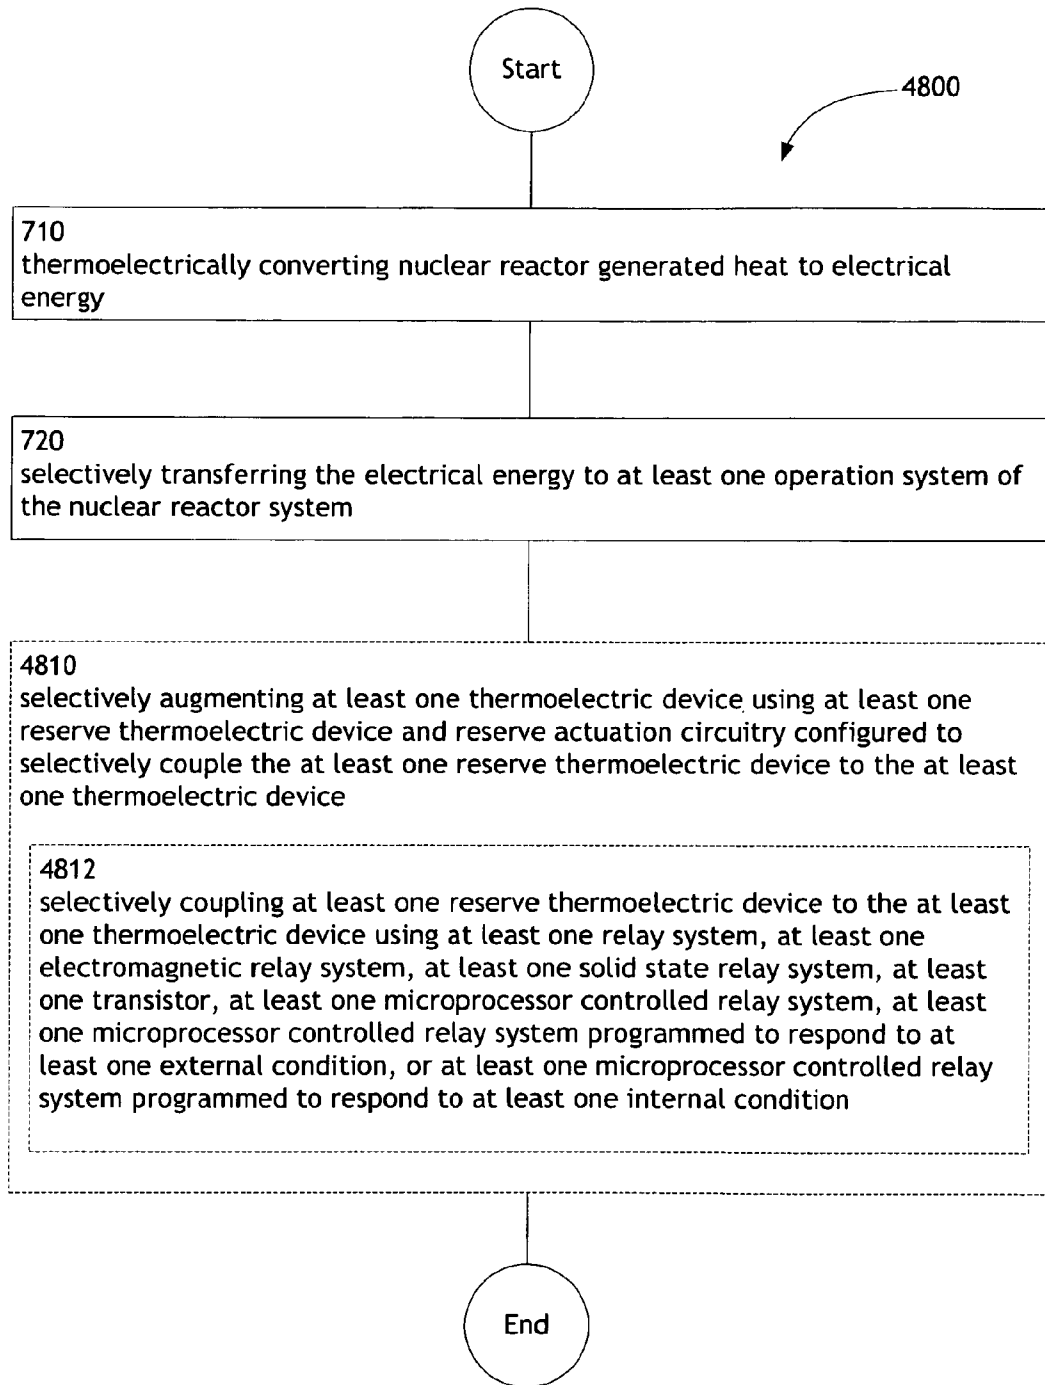 Start
4800
710
thermoelectrically converting nuclear reactor generated heat to electrical
energy
720
selectively transferring the electrical energy to at least one operation system of
the nuclear reactor system
4810
selectively augmenting at least one thermoelectric device using at least one
reserve thermoelectric device and reserve actuation circuitry configured to
selectively couple the at least one reserve thermoelectric device to the at least
one thermoelectric device
4812
selectively coupling at least one reserve thermoelectric device to the at least
one thermoelectric device using at least one relay system, at least one
electromagnetic relay system, at least one solid state relay system, at least
one transistor, at least one microprocessor controlled relay system, at least
one microprocessor controlled relay system programmed to respond to at
least one external condition, or at least one microprocessor controlled relay
system programmed to respond to at least one internal condition
End